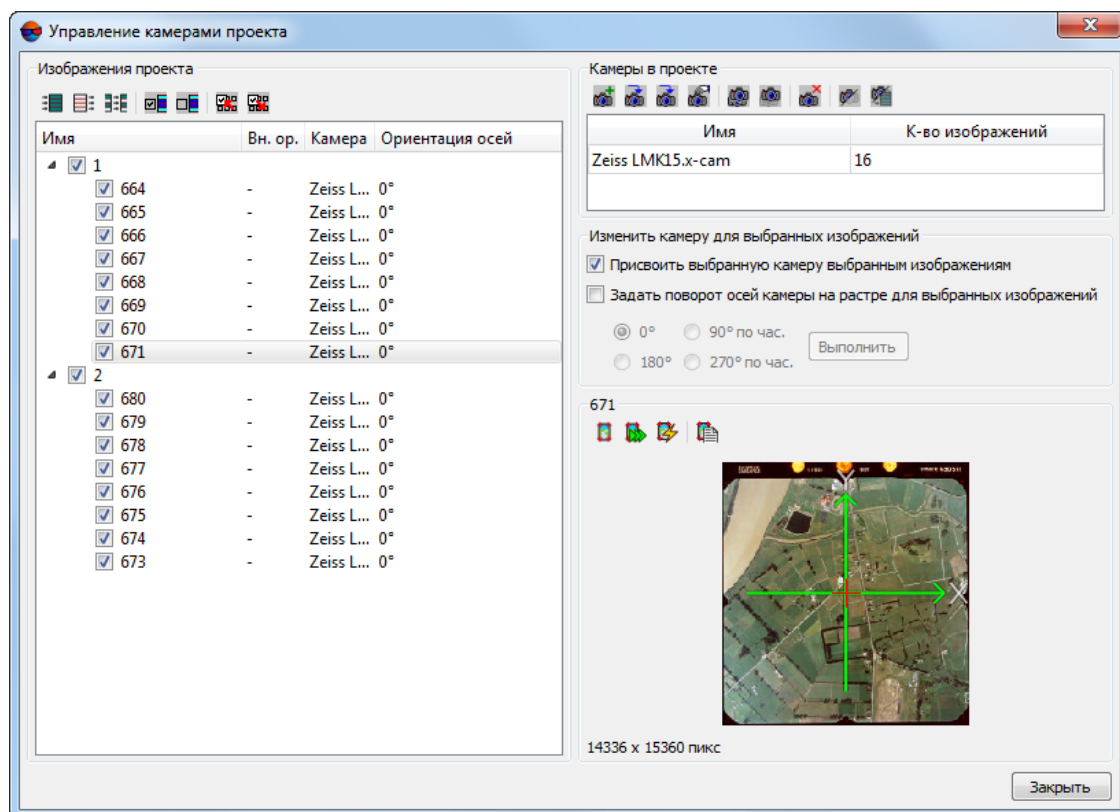 Управление камерами проекта
Изображения проекта
Имя Вн. ор. Камера Ориентация осей
1
664 - Zeiss L... 0°
665 - Zeiss L... 0°
666 - Zeiss L... 0°
667 - Zeiss L... 0°
668 - Zeiss L... 0°
669 - Zeiss L... 0°
670 - Zeiss L... 0°
671 - Zeiss L... 0°
2
680 - Zeiss L... 0°
679 - Zeiss L... 0°
678 - Zeiss L... 0°
677 - Zeiss L... 0°
676 - Zeiss L... 0°
675 - Zeiss L... 0°
674 - Zeiss L... 0°
673 - Zeiss L... 0°
Камеры в проекте
Имя К-во изображений
Zeiss LMK15.x-cam 16
Изменить камеру для выбранных изображений
Присвоить выбранную камеру выбранным изображениям
Задать поворот осей камеры на растре для выбранных изображений
0° 90° по час.
180° 270° по час.
Выполнить
671
Y
X
14336 x 15360 пикс
Закрыть